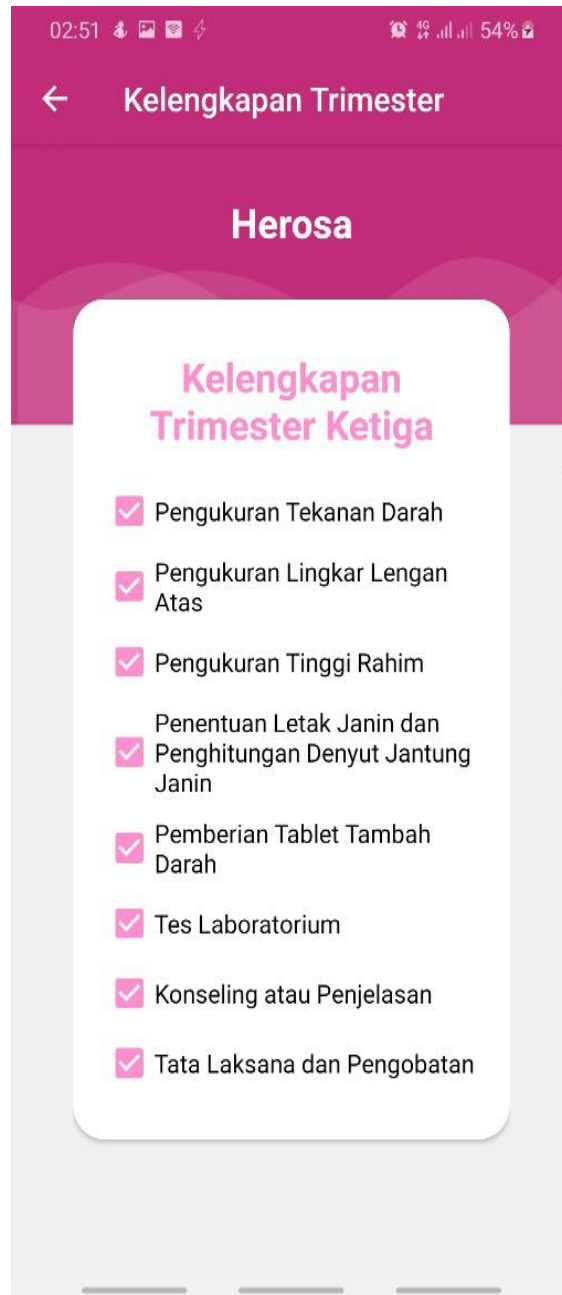 02:51 4G 54%
Kelengkapan Trimester
Herosa
Kelengkapan
Trimester Ketiga
Pengukuran Tekanan Darah
Pengukuran Lingkar Lengan
Atas
Pengukuran Tinggi Rahim
Penentuan Letak Janin dan
Penghitungan Denyut Jantung
Janin
Pemberian Tablet Tambah
Darah
Tes Laboratorium
Konseling atau Penjelasan
Tata Laksana dan Pengobatan